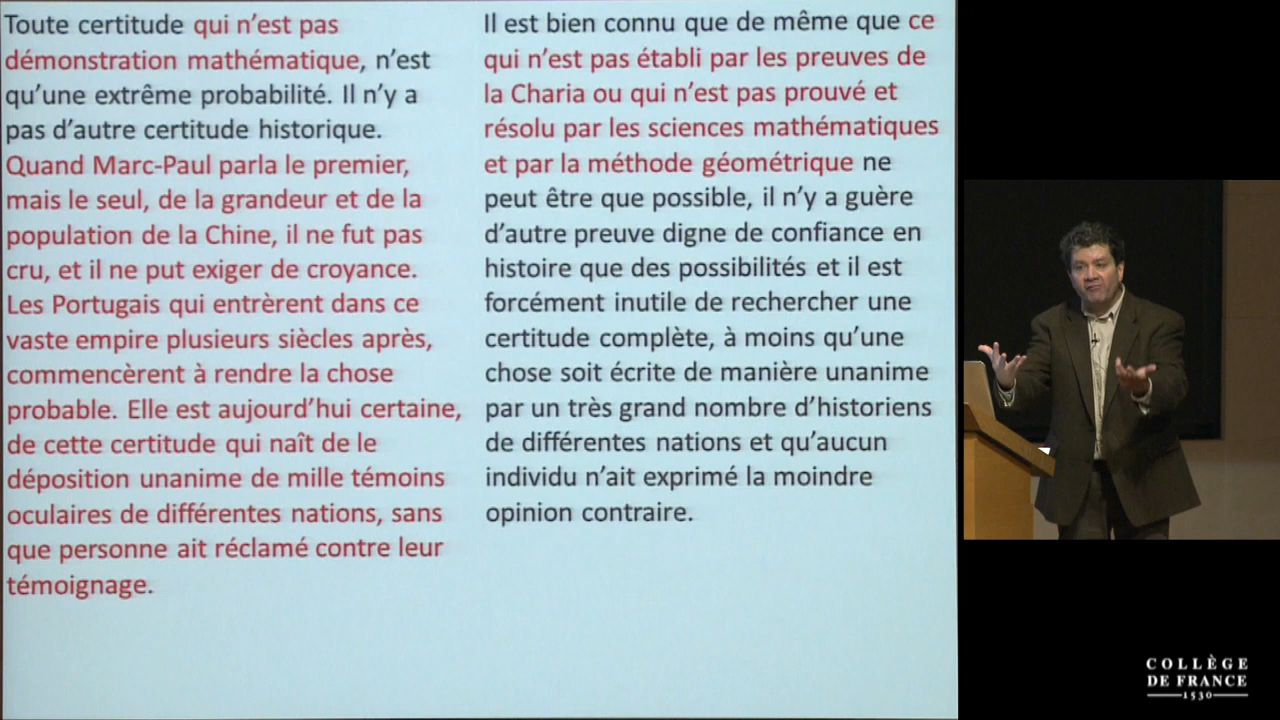 Toute certitude qui n’est pas
démonstration mathématique, n’est
qu’une extrême probabilité. Il n’y a
pas d’autre certitude historique.
Quand Marc-Paul parla le premier,
mais le seul, de la grandeur et de la
population de la Chine, il ne fut pas
cru, et il ne put exiger de croyance.
Les Portugais qui entrèrent dans ce
vaste empire plusieurs siècles après,
commencèrent à rendre la chose
probable. Elle est aujourd’hui certaine,
de cette certitude qui naît de le
déposition unanime de mille témoins
oculaires de différentes nations, sans
que personne ait réclamé contre leur
témoignage.
Il est bien connu que de même que ce
qui n’est pas établi par les preuves de
la Charia ou qui n’est pas prouvé et
résolu par les sciences mathématiques
et par la méthode géométrique ne
peut être que possible, il n’y a guère
d’autre preuve digne de confiance en
histoire que des possibilités et il est
forcément inutile de rechercher une
certitude complète, à moins qu’une
chose soit écrite de manière unanime
par un très grand nombre d’historiens
de différentes nations et qu’aucun
individu n’ait exprimé la moindre
opinion contraire.
COLLÈGE
DE FRANCE
1530